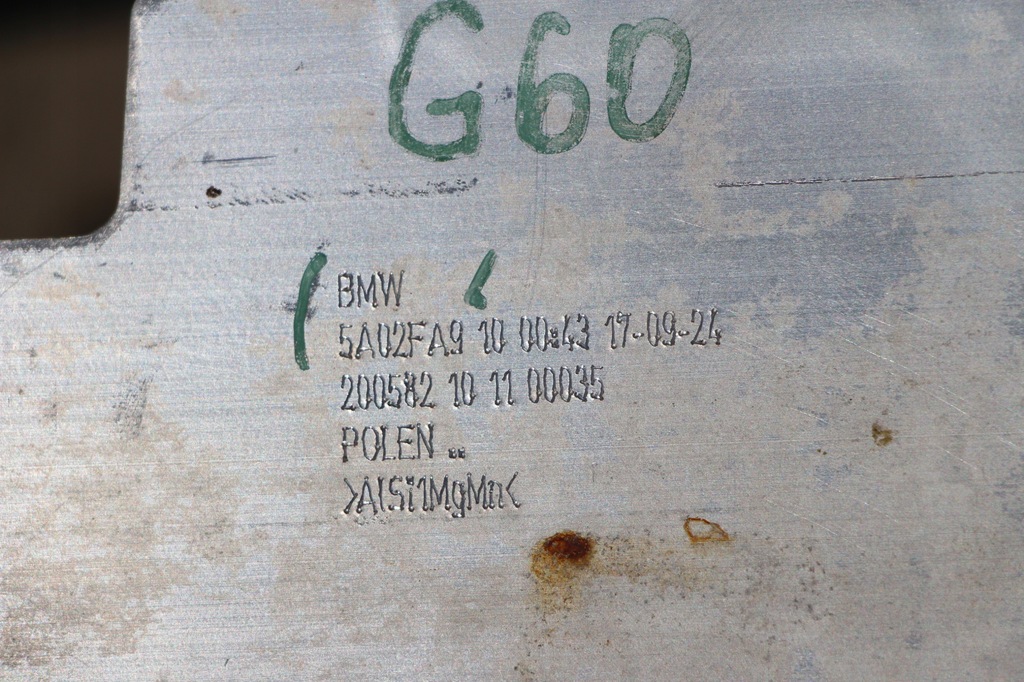 G60
BMW
5A02FA9 10 00:43 17-09-24
200582 10 11 00035
POLEN ..
>AlSi1MgMn<